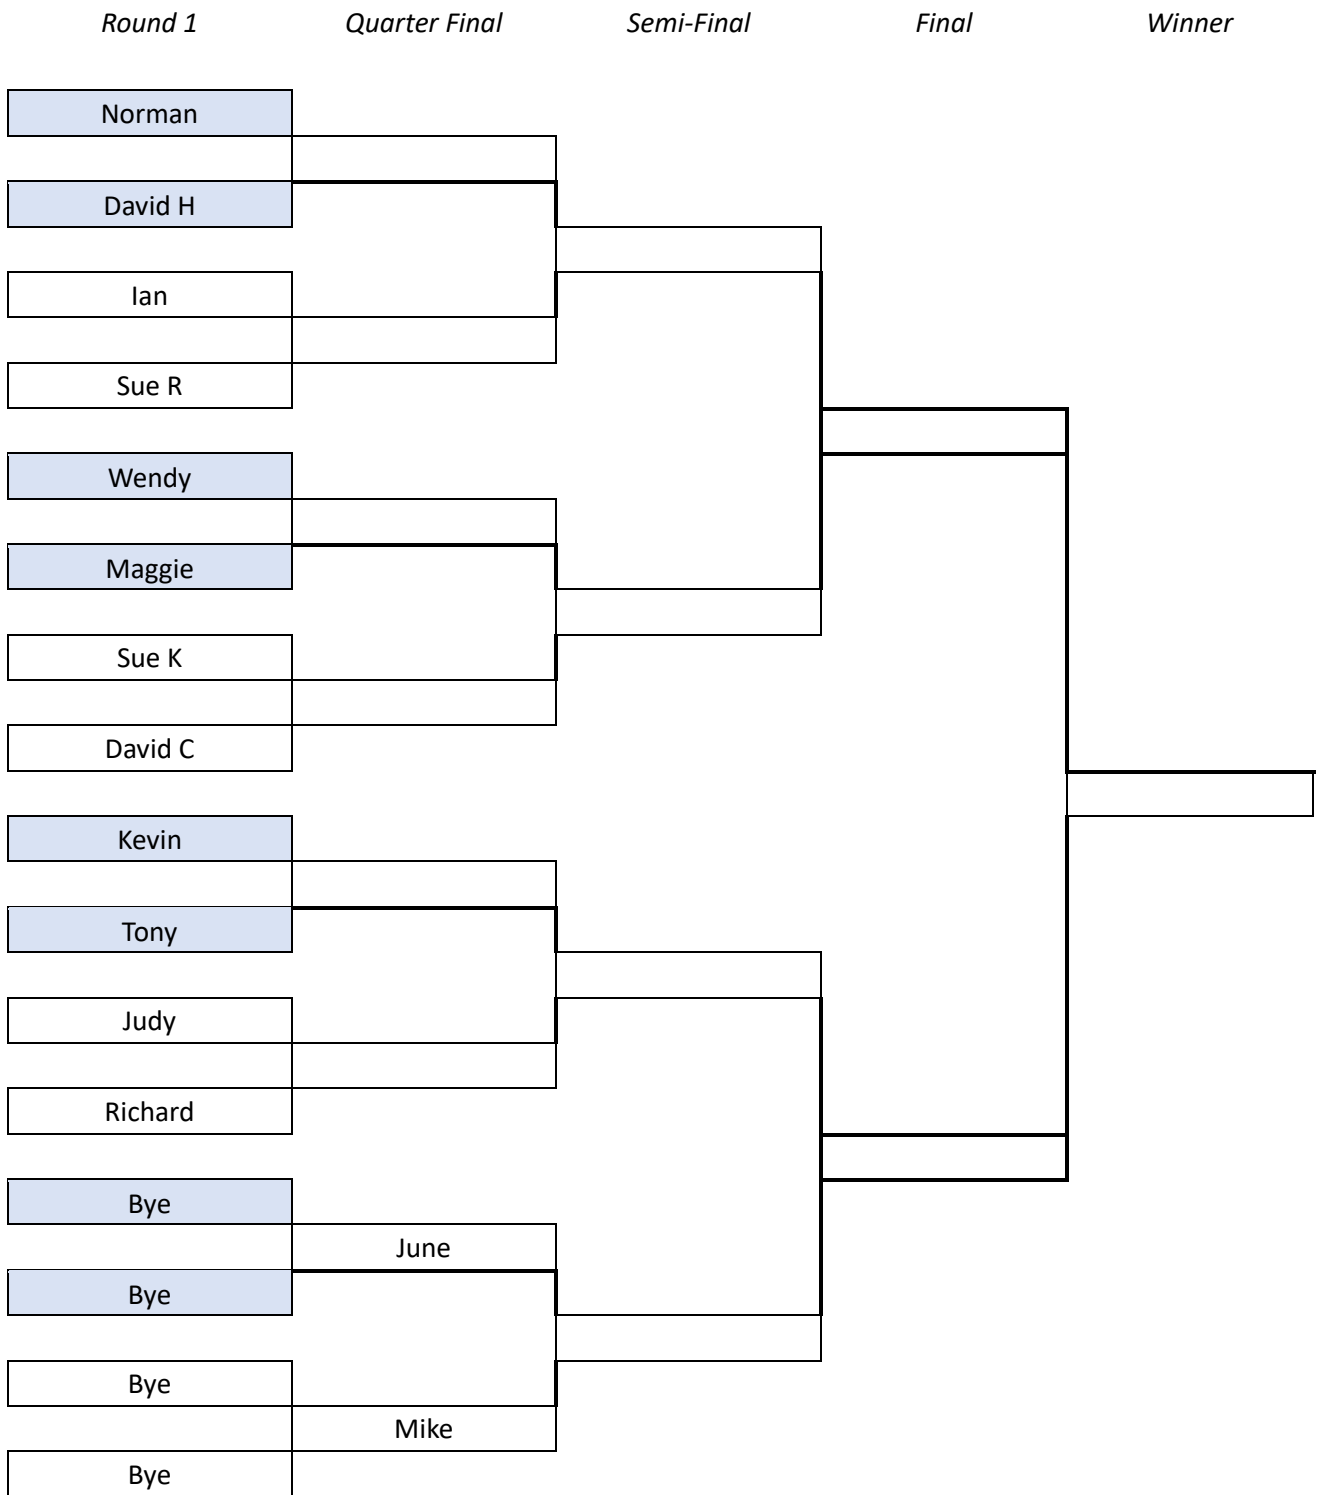 Round 1 Quarter Final Semi-Final Final Winner
Norman
David H
Ian
Sue R
Wendy
Maggie
Sue K
David C
Kevin
Tony
Judy
Richard
Bye
June
Bye
Bye
Mike
Bye